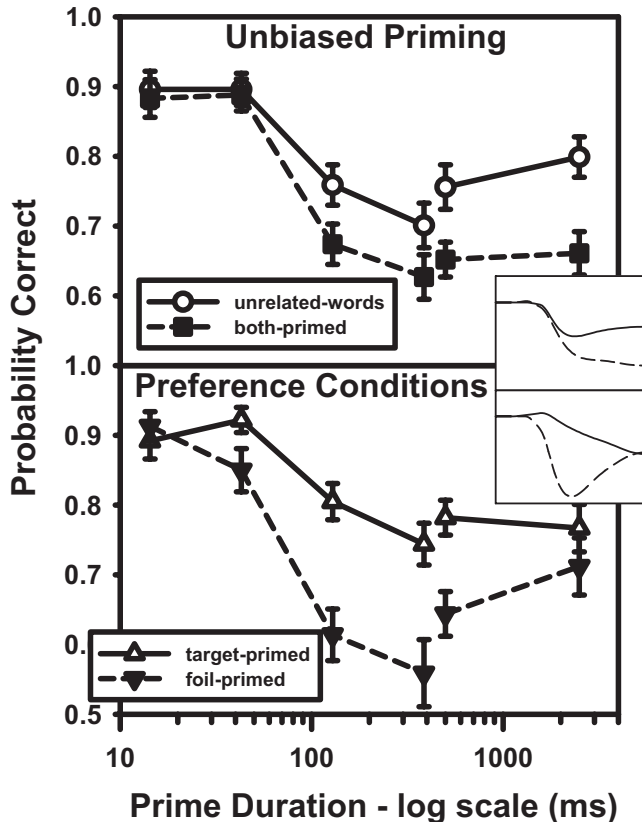 Unbiased Priming
1.0
0.9
0.8
0.7
0.6
unrelated-words
both-primed
Probability Correct
1.0
Preference Conditions
0.9
0.8
0.7
0.
target-primed
foil-primed
0.5
10
100
1000
Prime Duration - log scale (ms)